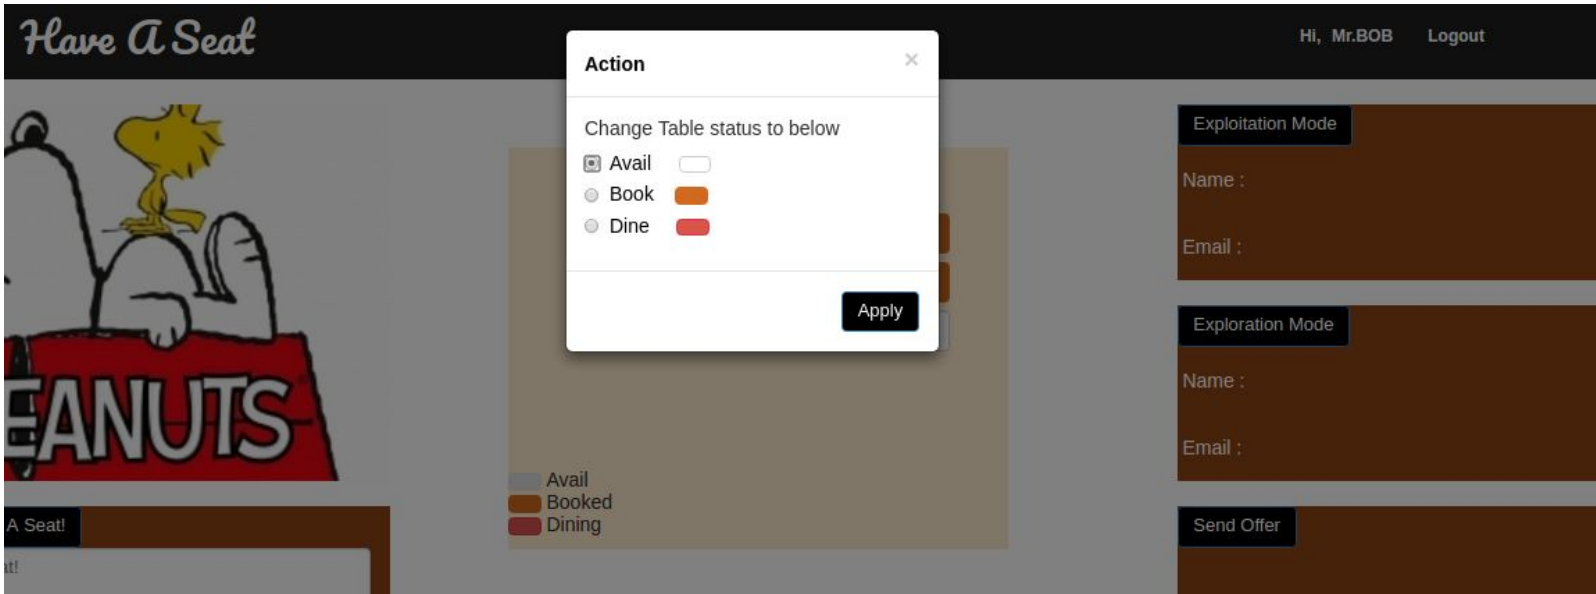 Have A Seat
Hi, Mr.BOB
Logout
Action
×
Change Table status to below
Avail
Book
Dine
Apply
EANUTS
A Seat!
at!
Avail
Booked
Dining
Exploitation Mode
Name :
Email :
Exploration Mode
Name :
Email :
Send Offer